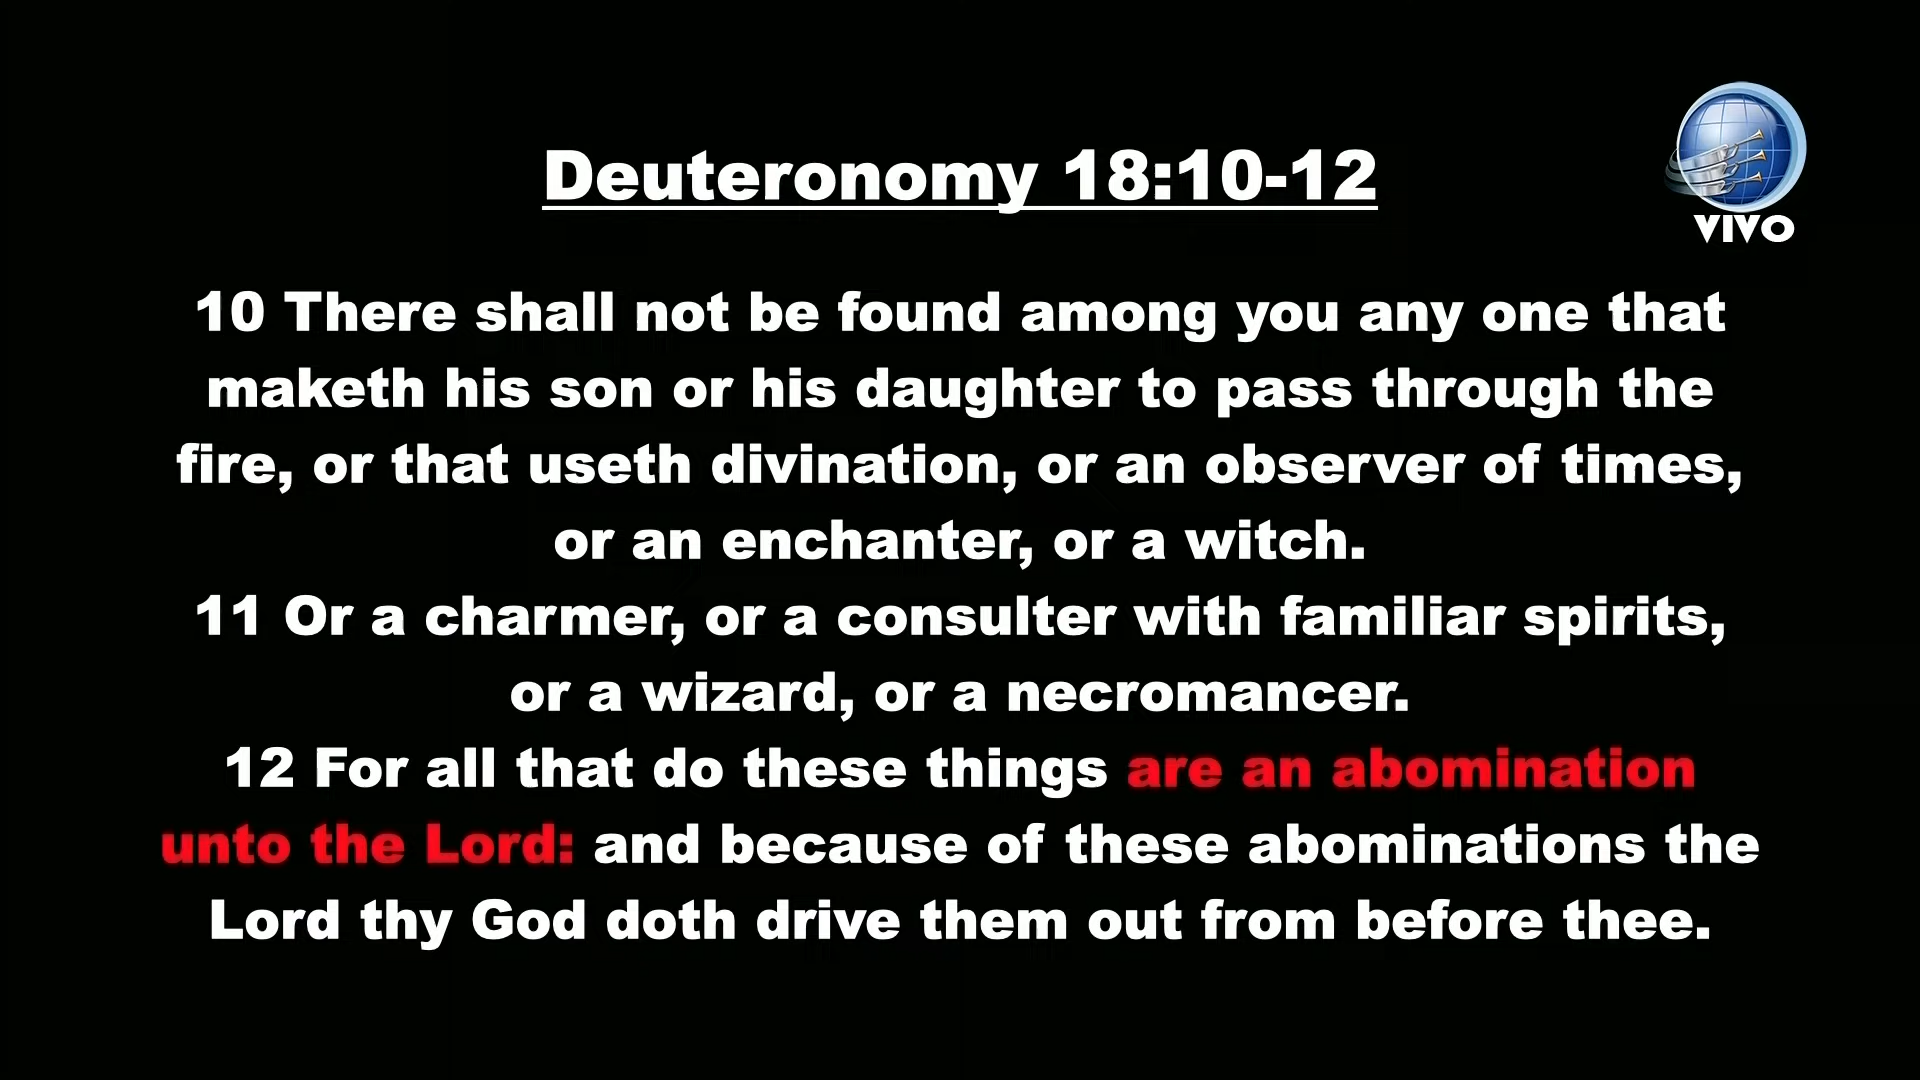 Deuteronomy 18:10-12
VIVO
10 There shall not be found among you any one that
maketh his son or his daughter to pass through the
fire, or that useth divination, or an observer of times,
or an enchanter, or a witch.
11 Or a charmer, or a consulter with familiar spirits,
or a wizard, or a necromancer.
12 For all that do these things are an abomination
unto the Lord: and because of these abominations the
Lord thy God doth drive them out from before thee.